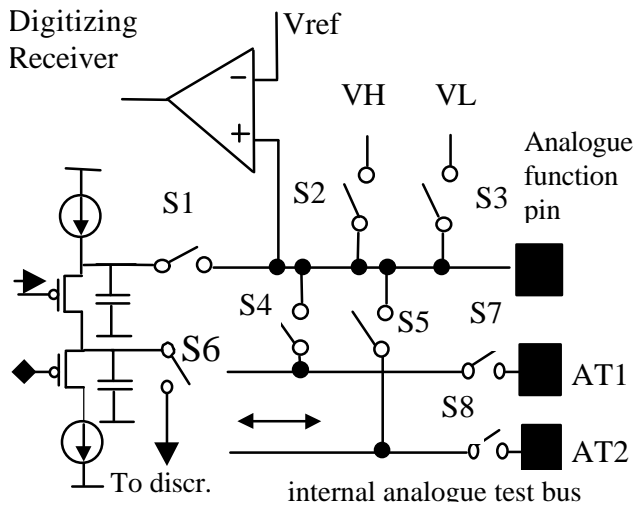 Digitizing
Receiver
Vref
−
+
VH
VL
Analogue
function
pin
S1
S2
S3
S4
S5
S7
S6
AT1
S8
AT2
To discr.
internal analogue test bus